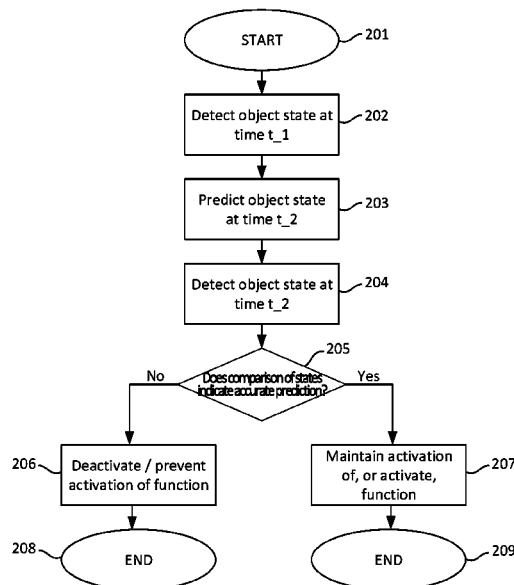 START
201
Detect object state at
time t_1
202
Predict object state
at time t_2
203
Detect object state at
time t_2
204
205
Does comparison of states
indicate accurate prediction?
No
Yes
206
Deactivate / prevent
activation of function
Maintain activation
of, or activate,
function
207
208
END
END
209